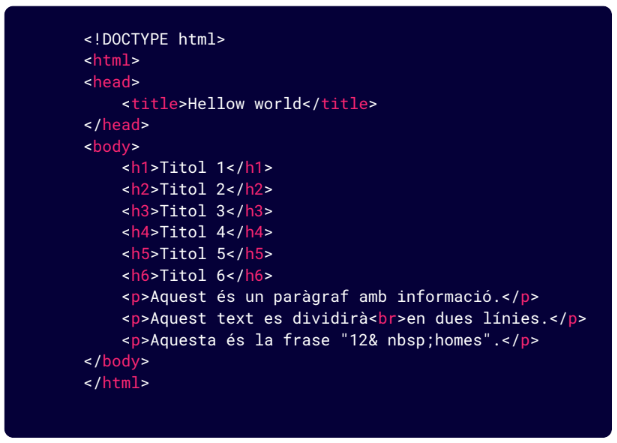 <!DOCTYPE html>
<html>
<head>
<title>Hellow world</title>
</head>
<body>
<h1>Titol 1</h1>
<h2>Titol 2</h2>
<h3>Titol 3</h3>
<h4>Titol 4</h4>
<h5>Titol 5</h5>
<h6>Titol 6</h6>
<p>Aquest és un paràgraf amb informació.</p>
<p>Aquest text es dividirà<br>en dues línies.</p>
<p>Aquesta és la frase "12& nbsp;homes".</p>
</body>
</html>